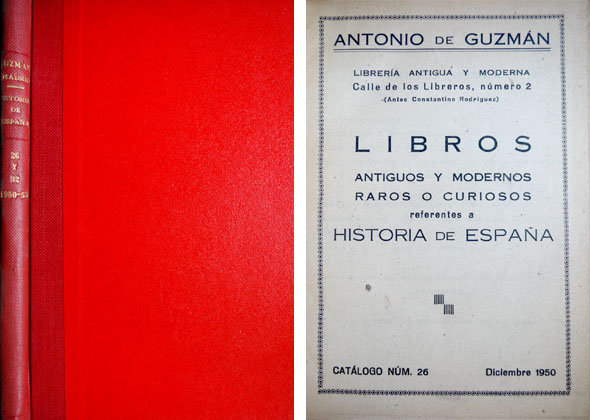 GUZMAN
MADRID
HISTORIA
DE
ESPAÑA
26
Y
32
1950-53
ANTONIO DE GUZMÁN
LIBRERÍA ANTIGUA Y MODERNA
Calle de los Libreros, número 2
(Antes Constantino Rodríguez)
LIBROS
ANTIGUOS Y MODERNOS
RAROS O CURIOSOS
referentes a
HISTORIA DE ESPAÑA
CATÁLOGO NÚM. 26 Diciembre 1950